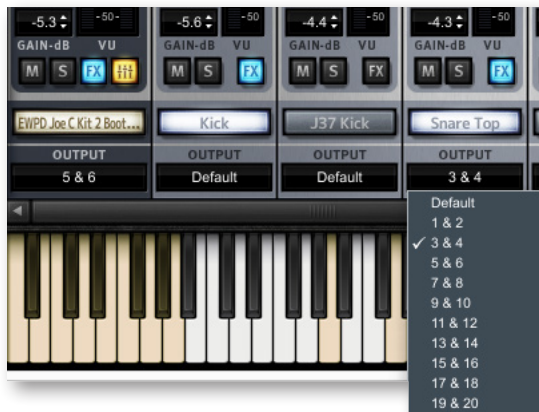 -5.3 -50- -5.6 -50 -4.4 -50 -4.3 -50
GAIN-dB VU GAIN-dB VU GAIN-dB VU GAIN-dB VU
M S FX M S FX M S FX M S FX
EWPD Joe C Kit 2 Boot... Kick J37 Kick Snare Top
OUTPUT OUTPUT OUTPUT OUTPUT
5 & 6 Default Default 3 & 4
Default
1 & 2
✓ 3 & 4
5 & 6
7 & 8
9 & 10
11 & 12
13 & 14
15 & 16
17 & 18
19 & 20